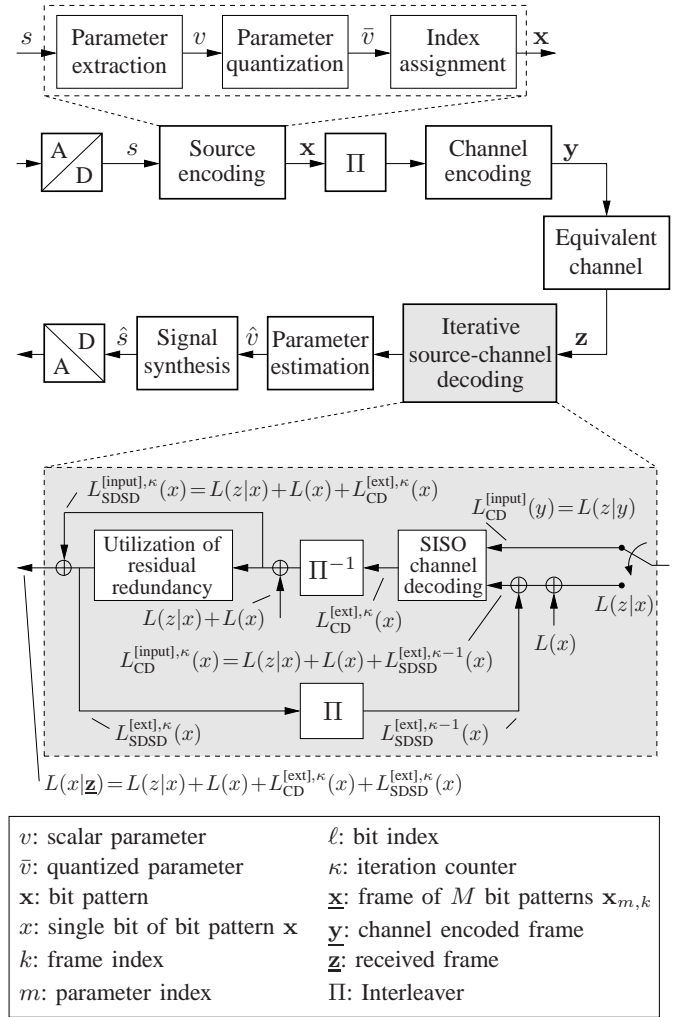 s Parameter extraction v Parameter quantization v̄ Index assignment 𝐱
A D s Source encoding 𝐱 Π Channel encoding 𝐲
Equivalent channel
A D ŝ Signal synthesis v̂ Parameter estimation Iterative source-channel decoding 𝐳
L_SDSD^[input],κ(x)=L(z|x)+L(x)+L_CD^[ext],κ(x)
L_CD^[input](y)=L(z|y)
Utilization of residual redundancy Π⁻¹ SISO channel decoding
L(z|x)+L(x) L_CD^[ext],κ(x) L(x) L(z|x)
L_CD^[input],κ(x)=L(z|x)+L(x)+L_SDSD^[ext],κ−1(x)
L_SDSD^[ext],κ(x) Π L_SDSD^[ext],κ−1(x)
L(x|𝐳̲)=L(z|x)+L(x)+L_CD^[ext],κ(x)+L_SDSD^[ext],κ(x)
v: scalar parameter
v̄: quantized parameter
𝐱: bit pattern
x: single bit of bit pattern 𝐱
k: frame index
m: parameter index
ℓ: bit index
κ: iteration counter
𝐱̲: frame of M bit patterns 𝐱_m,k
𝐲̲: channel encoded frame
𝐳̲: received frame
Π: Interleaver